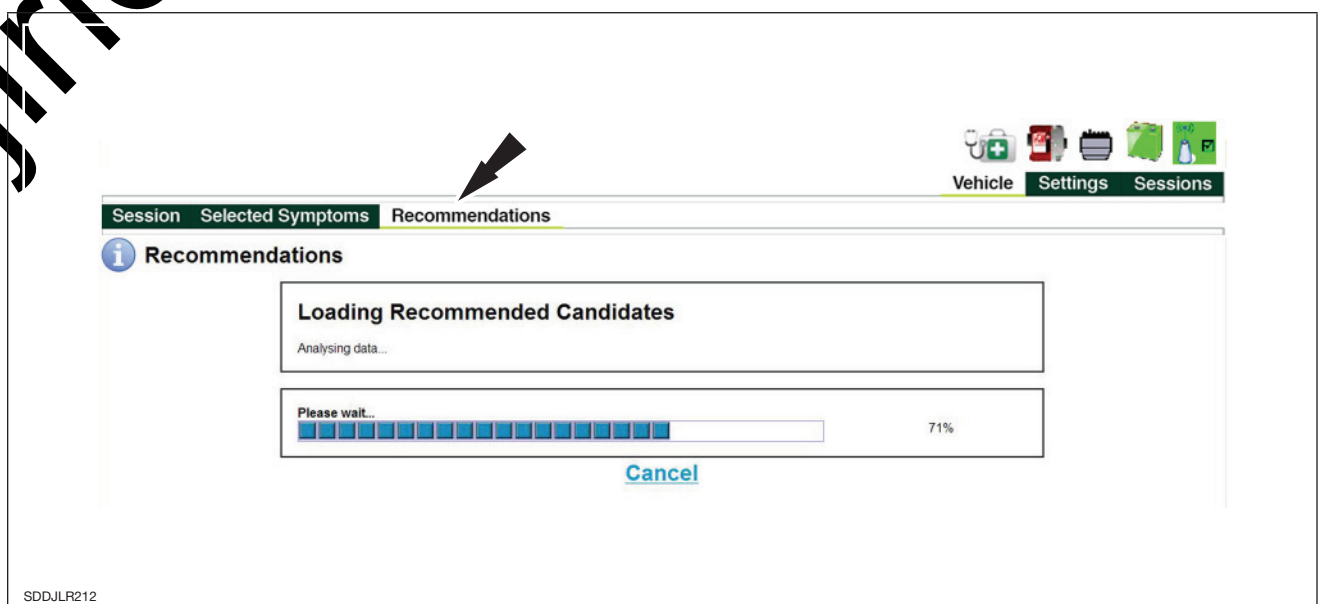 Vehicle Settings Sessions
Session Selected Symptoms Recommendations
Recommendations
Loading Recommended Candidates
Analysing data...
Please wait...
71%
Cancel
SDDJLR212